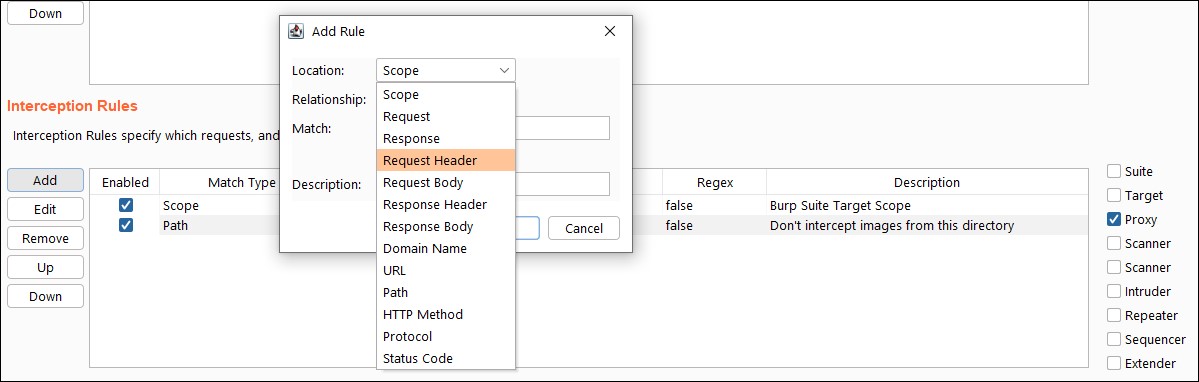 Down
Add Rule
Location: Scope
Scope
Relationship:
Request
Match:
Response
Request Header
Description:
Request Body
Response Header
Response Body
Domain Name
URL
Path
HTTP Method
Protocol
Status Code
Cancel
Interception Rules
Interception Rules specify which requests, and
Add
Edit
Remove
Up
Down
Enabled Match Type Regex Description
Scope false Burp Suite Target Scope
Path false Don't intercept images from this directory
Suite
Target
Proxy
Scanner
Scanner
Intruder
Repeater
Sequencer
Extender